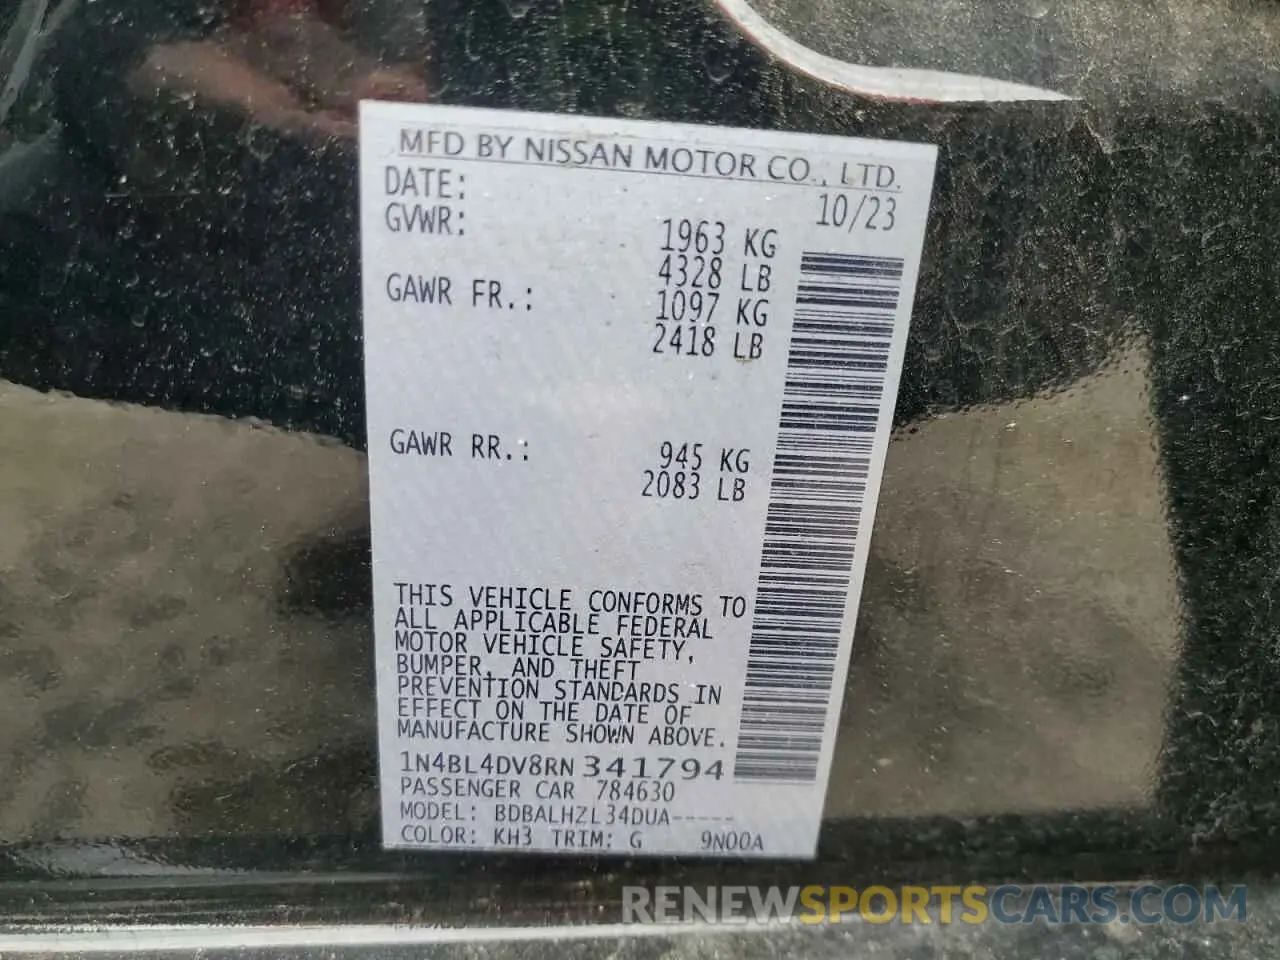 MFD BY NISSAN MOTOR CO., LTD.
DATE: 10/23
GVWR: 1963 KG
4328 LB
GAWR FR.: 1097 KG
2418 LB
GAWR RR.: 945 KG
2083 LB
THIS VEHICLE CONFORMS TO
ALL APPLICABLE FEDERAL
MOTOR VEHICLE SAFETY,
BUMPER, AND THEFT
PREVENTION STANDARDS IN
EFFECT ON THE DATE OF
MANUFACTURE SHOWN ABOVE.
1N4BL4DV8RN 341794
PASSENGER CAR 784630
MODEL: BDBALHZL34DUA-----
COLOR: KH3 TRIM: G 9N00A
RENEWSPORTSCARS.COM